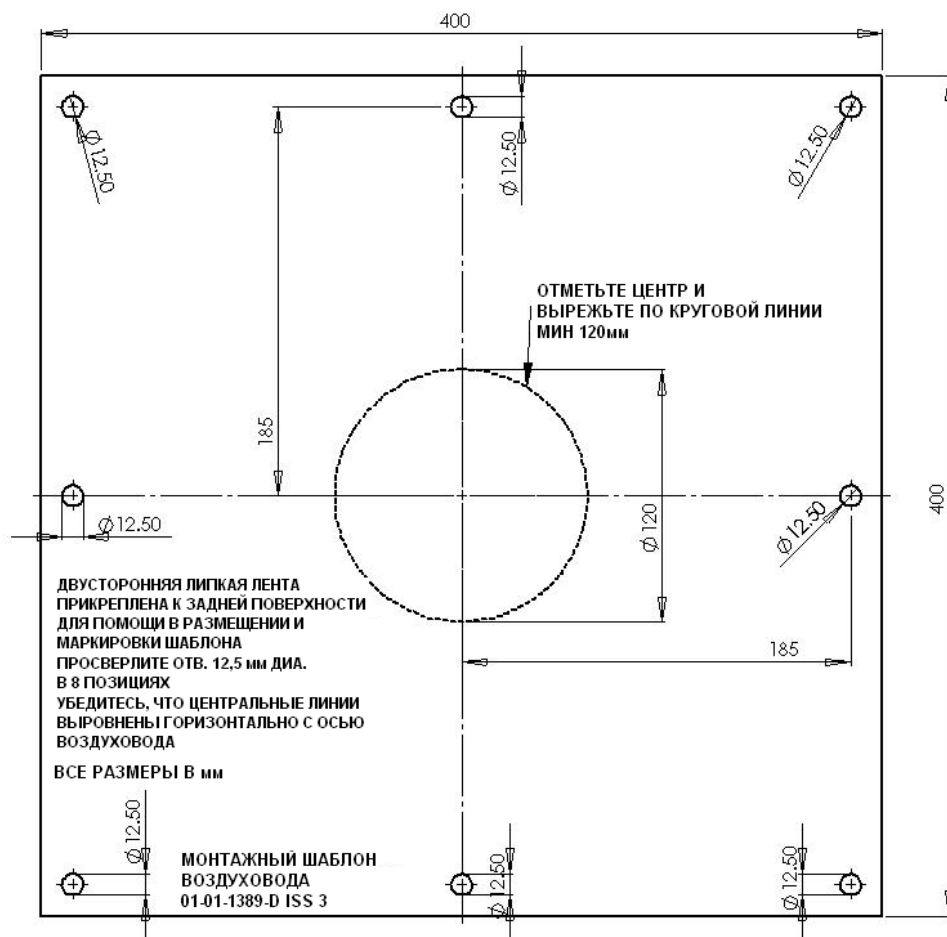 400
Ø12.50
Ø12.50
Ø12.50
ОТМЕТЬТЕ ЦЕНТР И
ВЫРЕЖЬТЕ ПО КРУГОВОЙ ЛИНИИ
МИН 120мм
185
400
Ø12.50
Ø120
Ø12.50
ДВУСТОРОННЯЯ ЛИПКАЯ ЛЕНТА
ПРИКРЕПЛЕНА К ЗАДНЕЙ ПОВЕРХНОСТИ
ДЛЯ ПОМОЩИ В РАЗМЕЩЕНИИ И
МАРКИРОВКИ ШАБЛОНА
ПРОСВЕРЛИТЕ ОТВ. 12,5 мм ДИА.
В 8 ПОЗИЦИЯХ
УБЕДИТЕСЬ, ЧТО ЦЕНТРАЛЬНЫЕ ЛИНИИ
ВЫРОВНЕНЫ ГОРИЗОНТАЛЬНО С ОСЬЮ
ВОЗДУХОВОДА
185
ВСЕ РАЗМЕРЫ В мм
Ø12.50
МОНТАЖНЫЙ ШАБЛОН
ВОЗДУХОВОДА
01-01-1389-D ISS 3
Ø12.50
Ø12.50